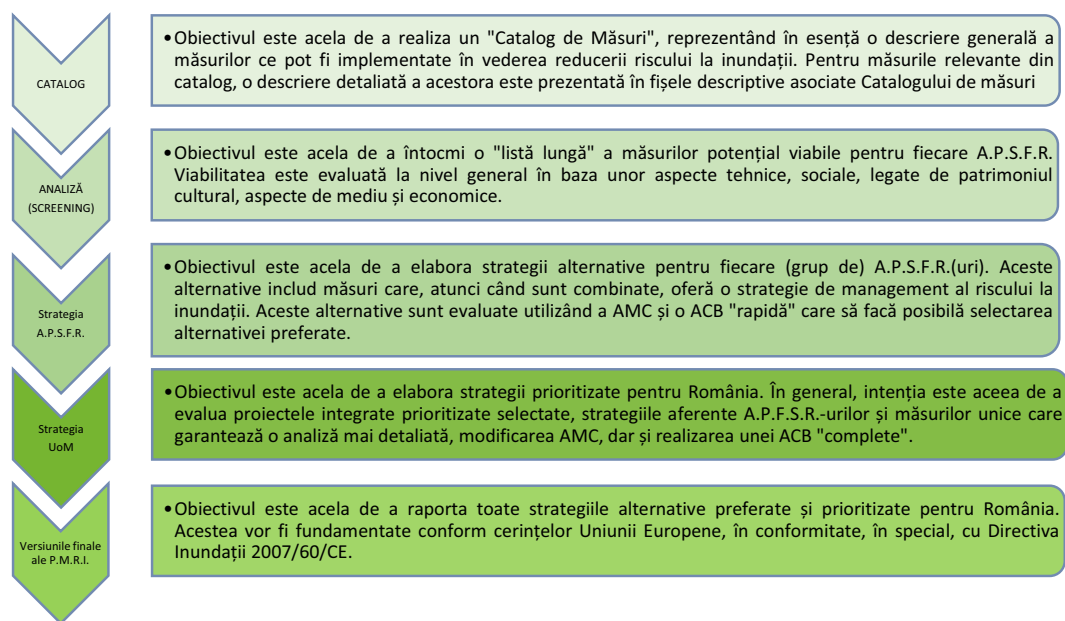 CATALOG
•Obiectivul este acela de a realiza un "Catalog de Măsuri", reprezentând în esență o descriere generală a
măsurilor ce pot fi implementate în vederea reducerii riscului la inundații. Pentru măsurile relevante din
catalog, o descriere detaliată a acestora este prezentată în fișele descriptive asociate Catalogului de măsuri
ANALIZĂ
(SCREENING)
•Obiectivul este acela de a întocmi o "listă lungă" a măsurilor potențial viabile pentru fiecare A.P.S.F.R.
Viabilitatea este evaluată la nivel general în baza unor aspecte tehnice, sociale, legate de patrimoniul
cultural, aspecte de mediu și economice.
Strategia
A.P.S.F.R.
•Obiectivul este acela de a elabora strategii alternative pentru fiecare (grup de) A.P.S.F.R.(uri). Aceste
alternative includ măsuri care, atunci când sunt combinate, oferă o strategie de management al riscului la
inundații. Aceste alternative sunt evaluate utilizând a AMC și o ACB "rapidă" care să facă posibilă selectarea
alternativei preferate.
Strategia
UoM
•Obiectivul este acela de a elabora strategii prioritizate pentru România. În general, intenția este aceea de a
evalua proiectele integrate prioritizate selectate, strategiile aferente A.P.F.S.R.-urilor și măsurilor unice care
garantează o analiză mai detaliată, modificarea AMC, dar și realizarea unei ACB "complete".
Versiunile finale
ale P.M.R.I.
•Obiectivul este acela de a raporta toate strategiile alternative preferate și prioritizate pentru România.
Acestea vor fi fundamentate conform cerințelor Uniunii Europene, în conformitate, în special, cu Directiva
Inundații 2007/60/CE.